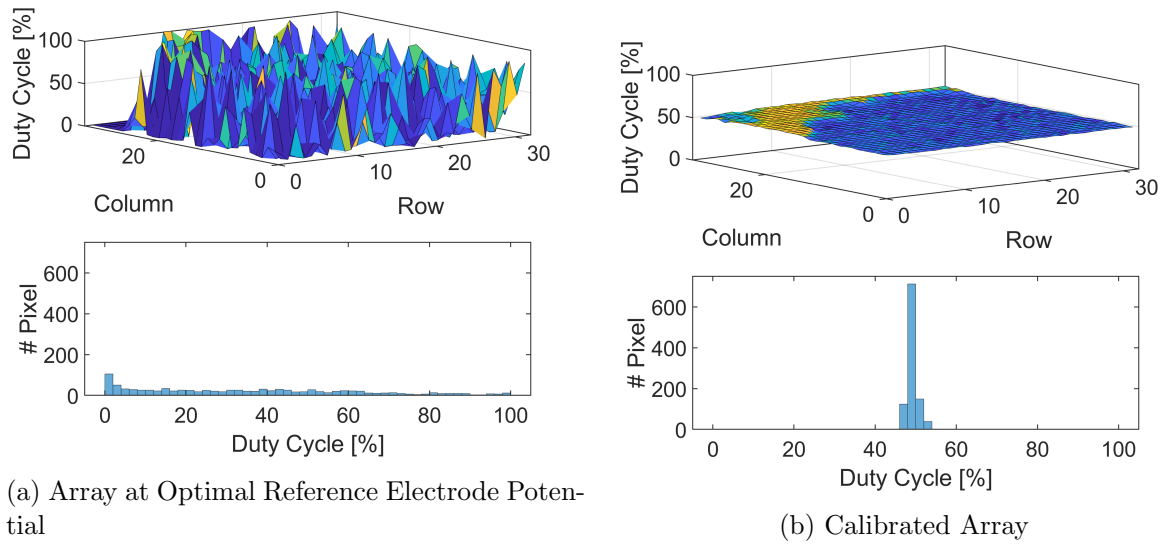 100
50
0
Duty Cycle [%]
20
0
0
10
20
30
Column
Row
600
400
200
0
# Pixel
0
20
40
60
80
100
Duty Cycle [%]
(a) Array at Optimal Reference Electrode Poten-
tial
100
50
0
Duty Cycle [%]
20
0
0
10
20
30
Column
Row
600
400
200
0
# Pixel
0
20
40
60
80
100
Duty Cycle [%]
(b) Calibrated Array